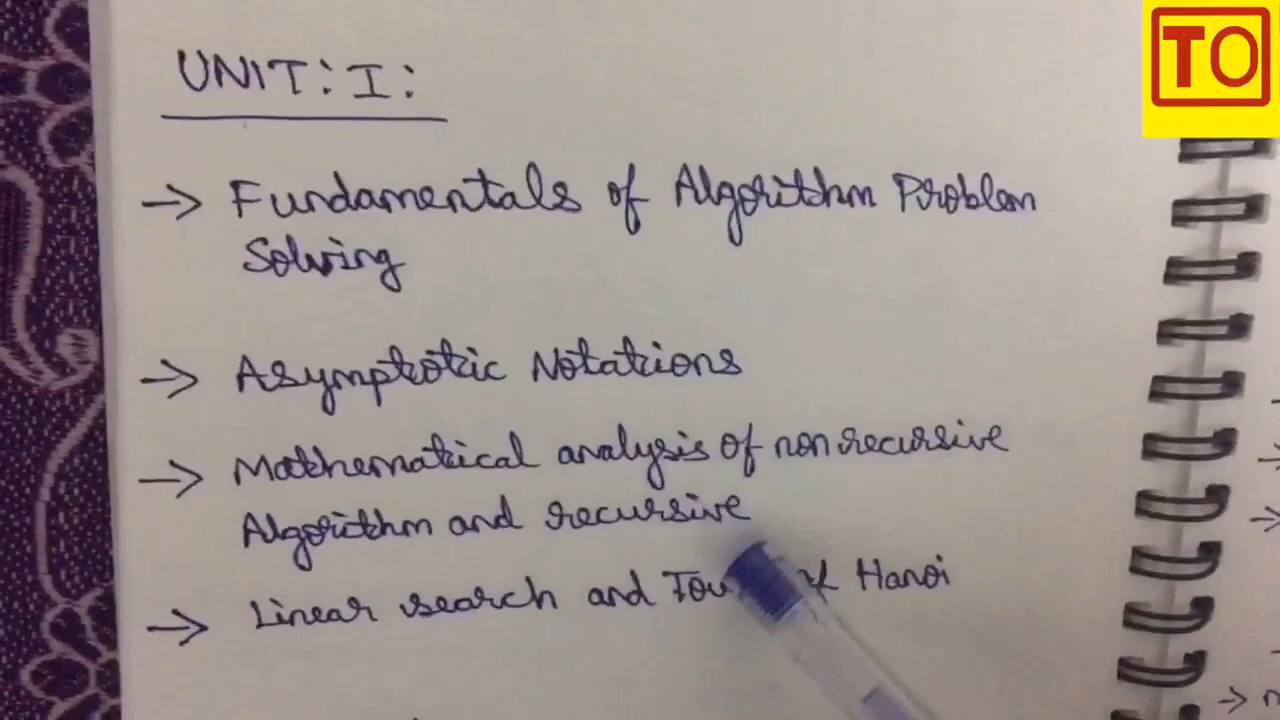 TO
UNIT: I:
→ Fundamentals of Algorithm Problem
Solving
→ Asymptotic Notations
→ Mathematical analysis of non recursive
Algorithm and recursive
→ Linear search and Hanoi